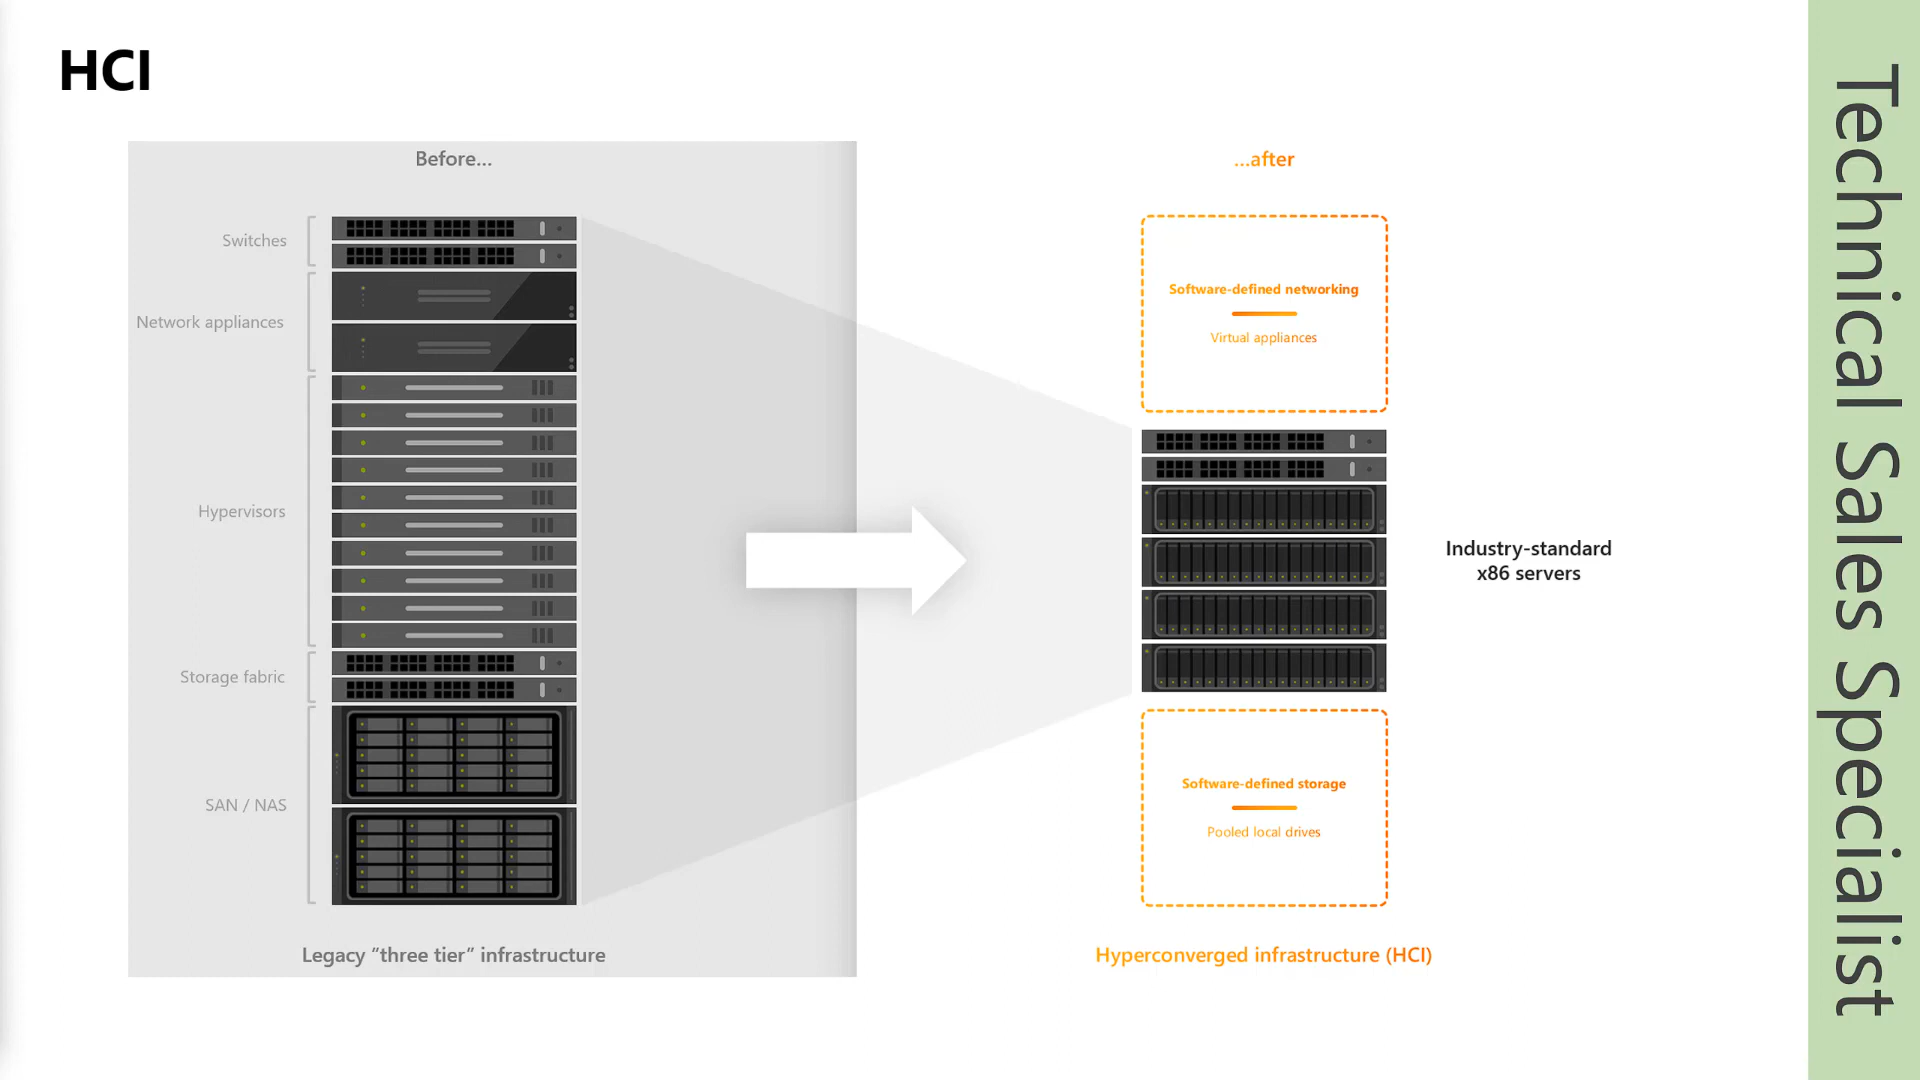 HCI
Before...
Switches
Network appliances
Hypervisors
Storage fabric
SAN / NAS
Legacy “three tier” infrastructure
...after
Software-defined networking
Virtual appliances
Industry-standard
x86 servers
Software-defined storage
Pooled local drives
Hyperconverged infrastructure (HCI)
Technical Sales Specialist